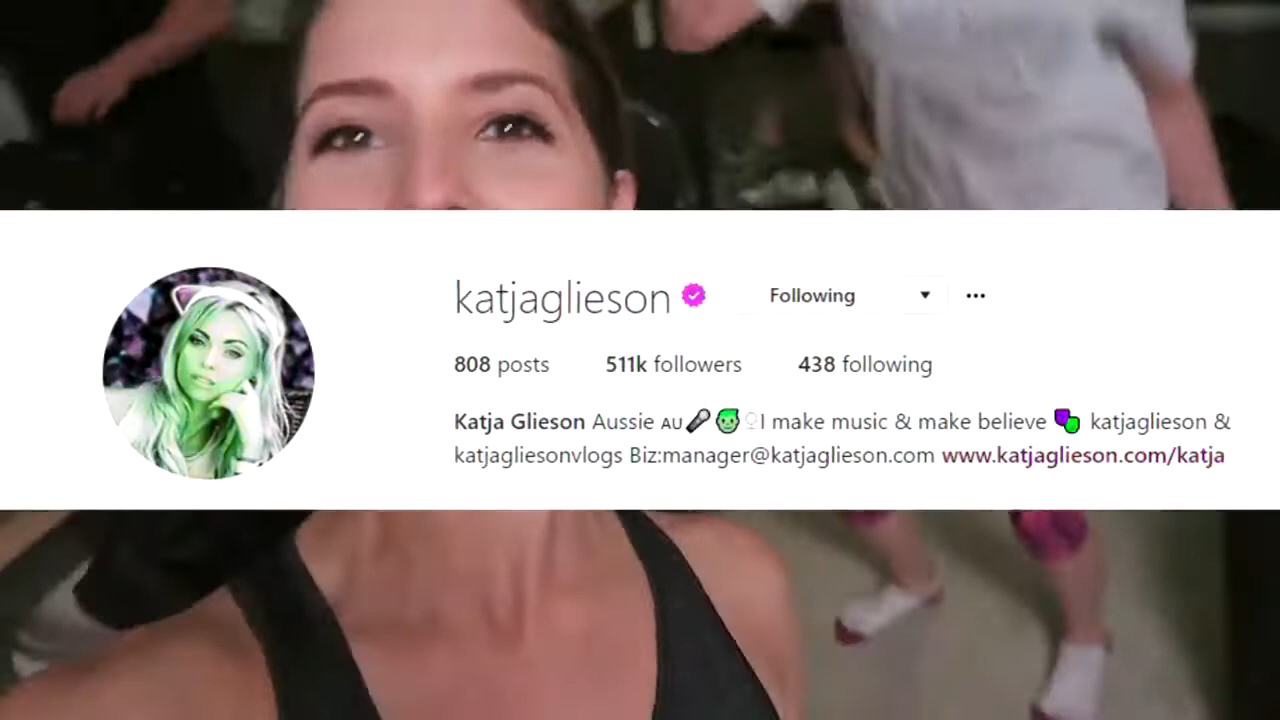 katjaglieson Following
808 posts 511k followers 438 following
Katja Glieson Aussie AU🎤 I make music & make believe 🎭 katjaglieson &
katjagliesonvlogs Biz:manager@katjaglieson.com www.katjaglieson.com/katja